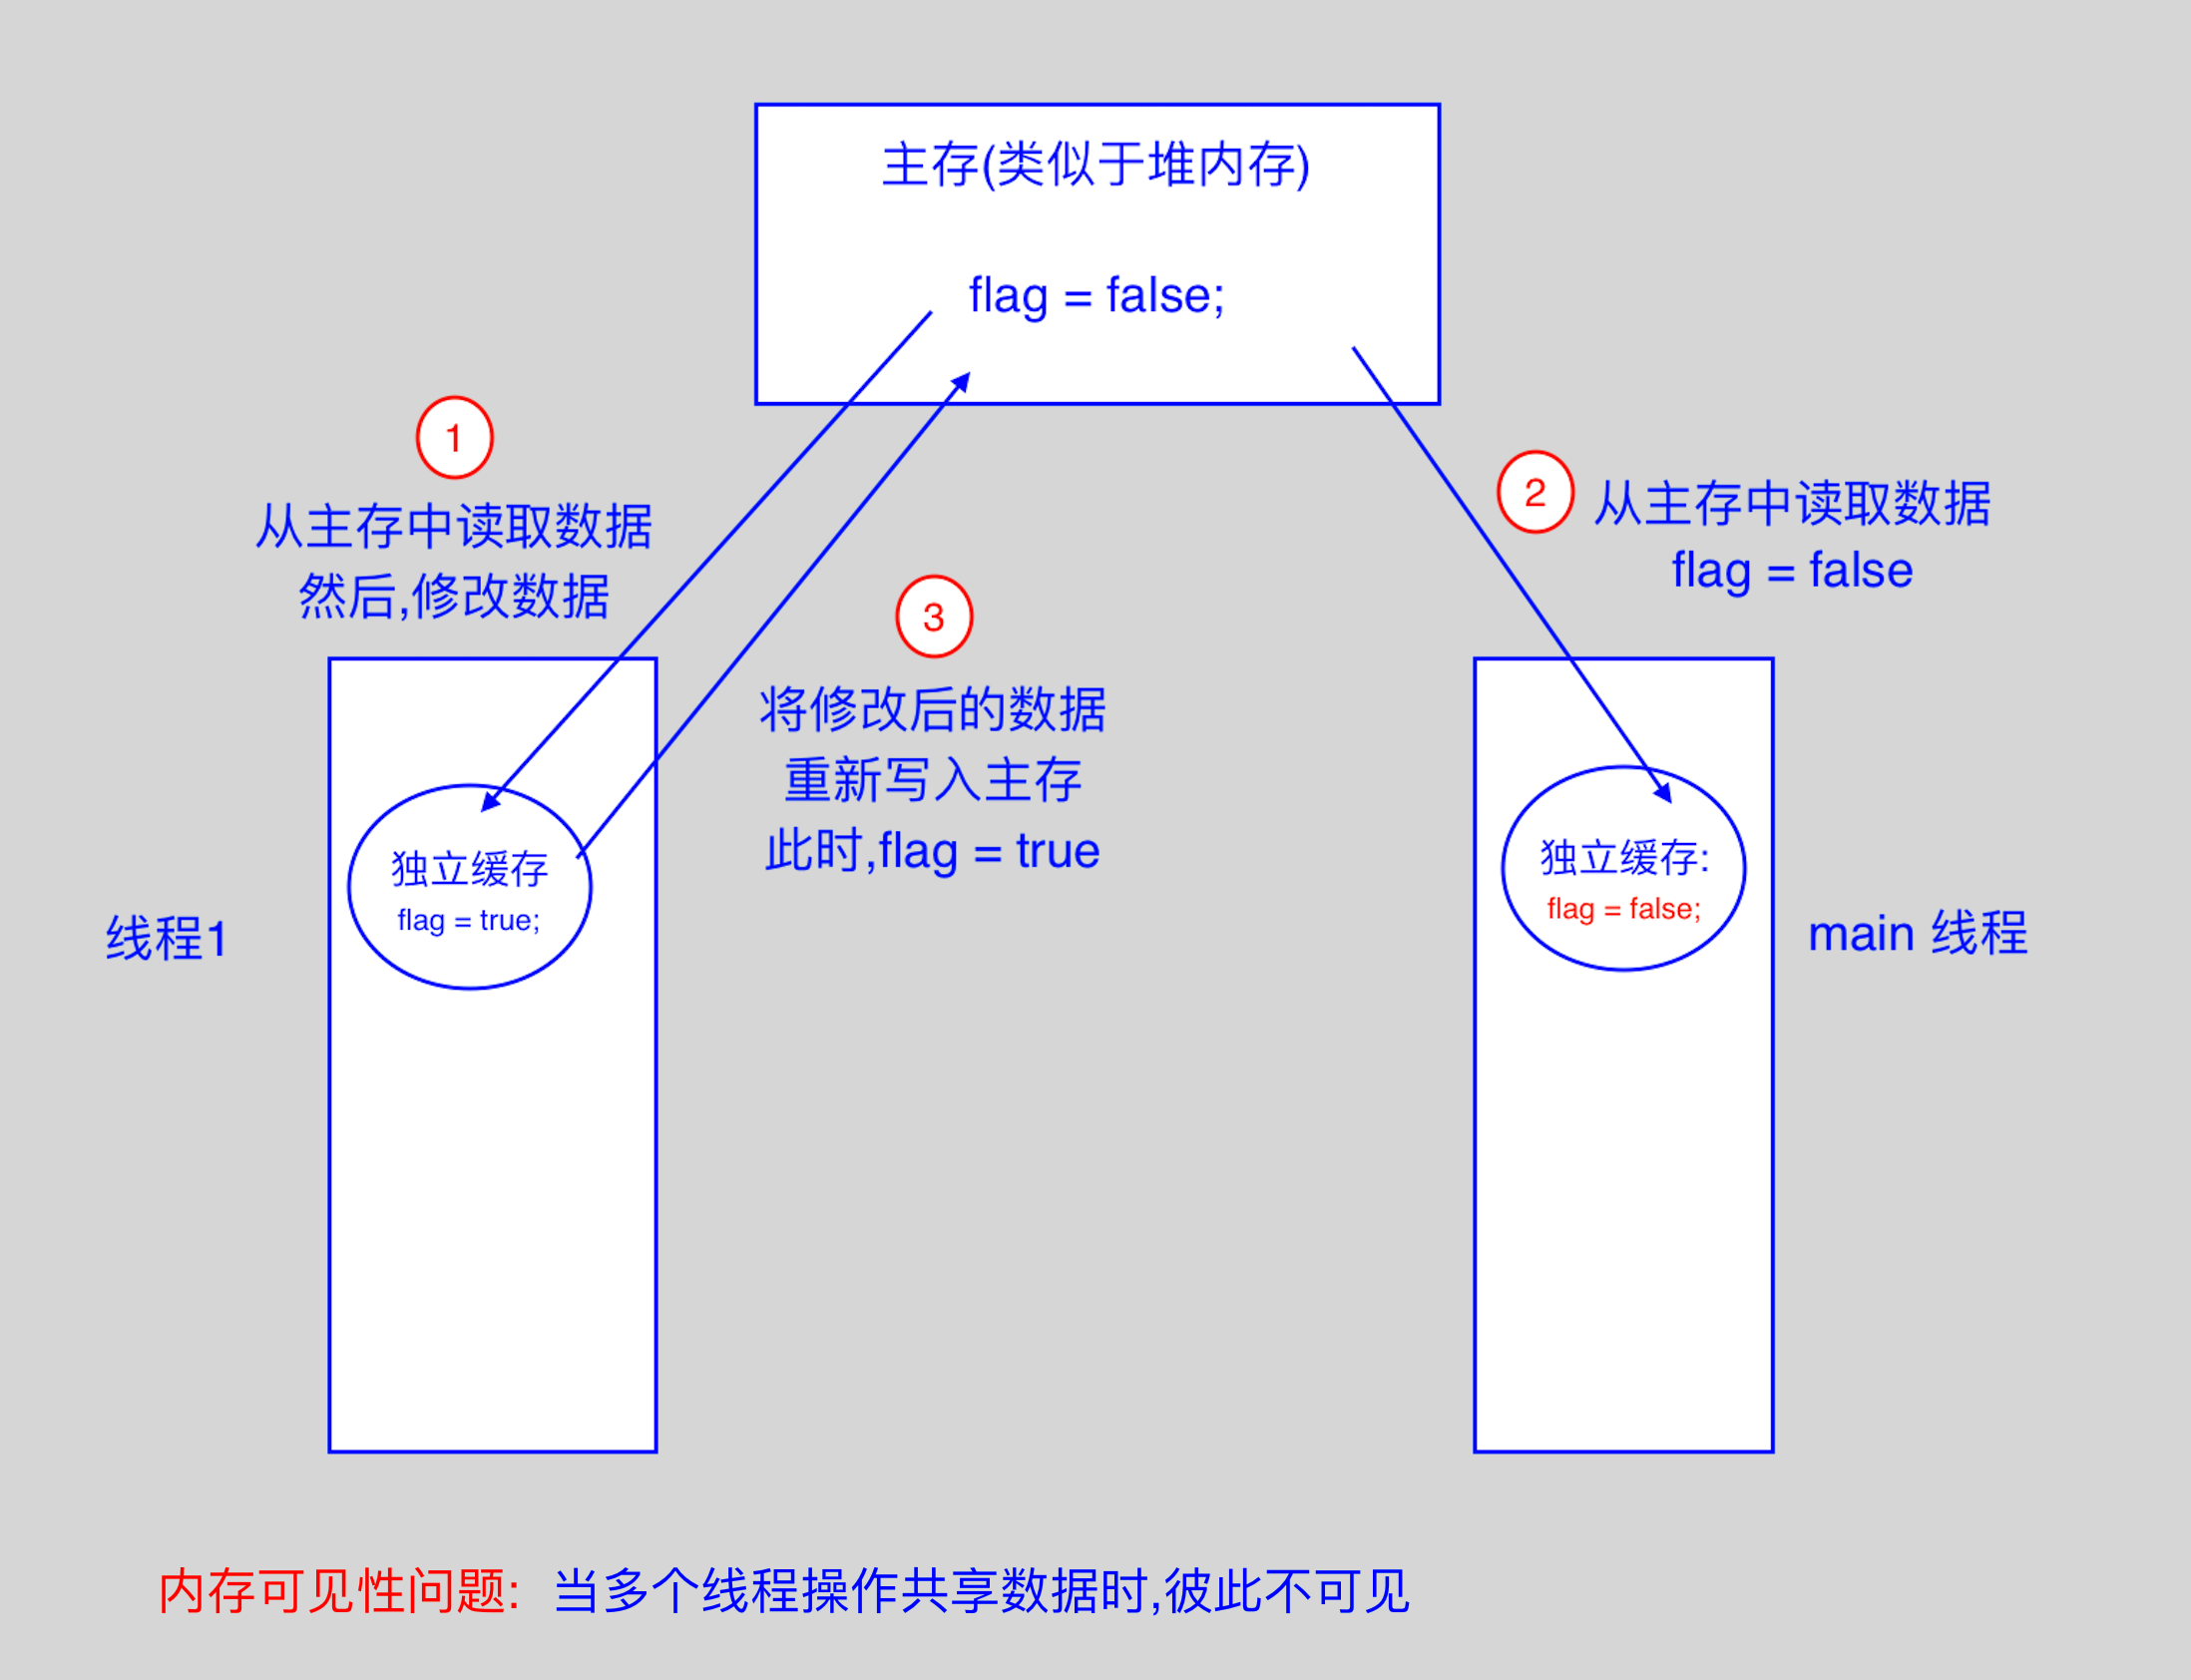 主存(类似于堆内存)
flag = false;
1
从主存中读取数据
然后,修改数据
2
从主存中读取数据
flag = false
3
将修改后的数据
重新写入主存
此时,flag = true
独立缓存
flag = true;
线程1
独立缓存:
flag = false;
main 线程
内存可见性问题: 当多个线程操作共享数据时,彼此不可见